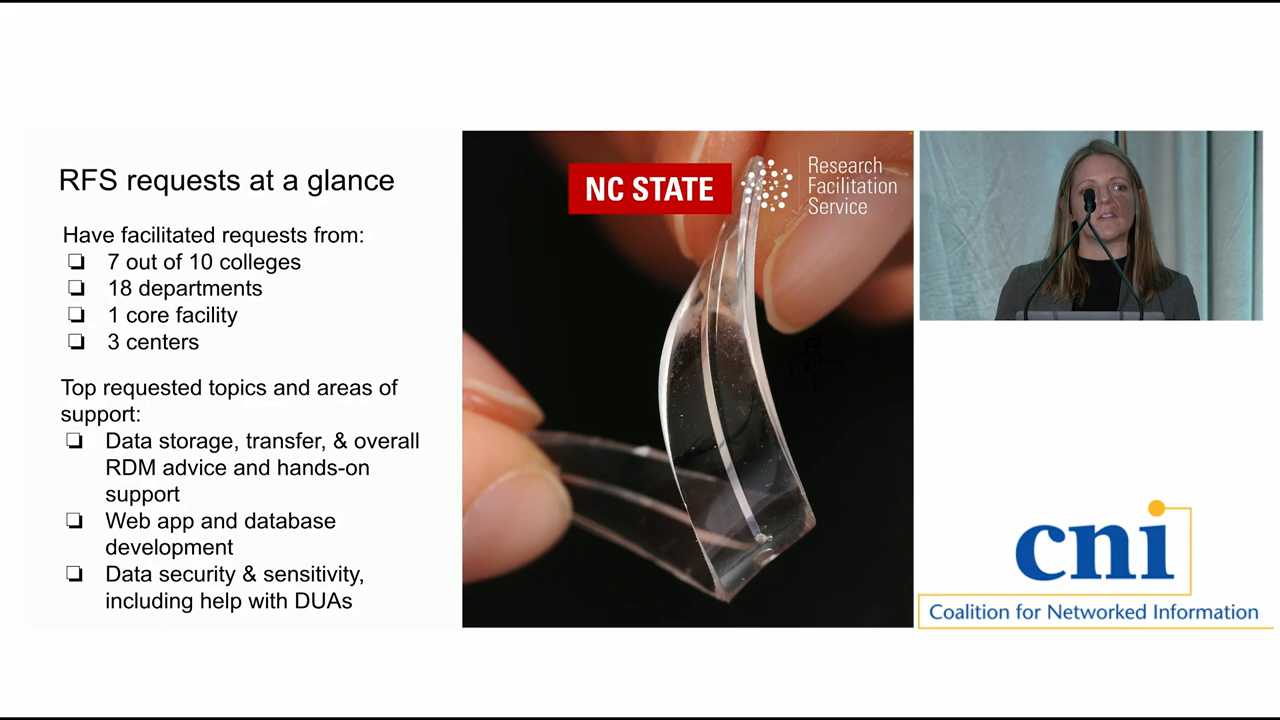 RFS requests at a glance
Have facilitated requests from:
❏ 7 out of 10 colleges
❏ 18 departments
❏ 1 core facility
❏ 3 centers
Top requested topics and areas of
support:
❏ Data storage, transfer, & overall
RDM advice and hands-on
support
❏ Web app and database
development
❏ Data security & sensitivity,
including help with DUAs
NC STATE
Research
Facilitation
Service
cni
Coalition for Networked Information